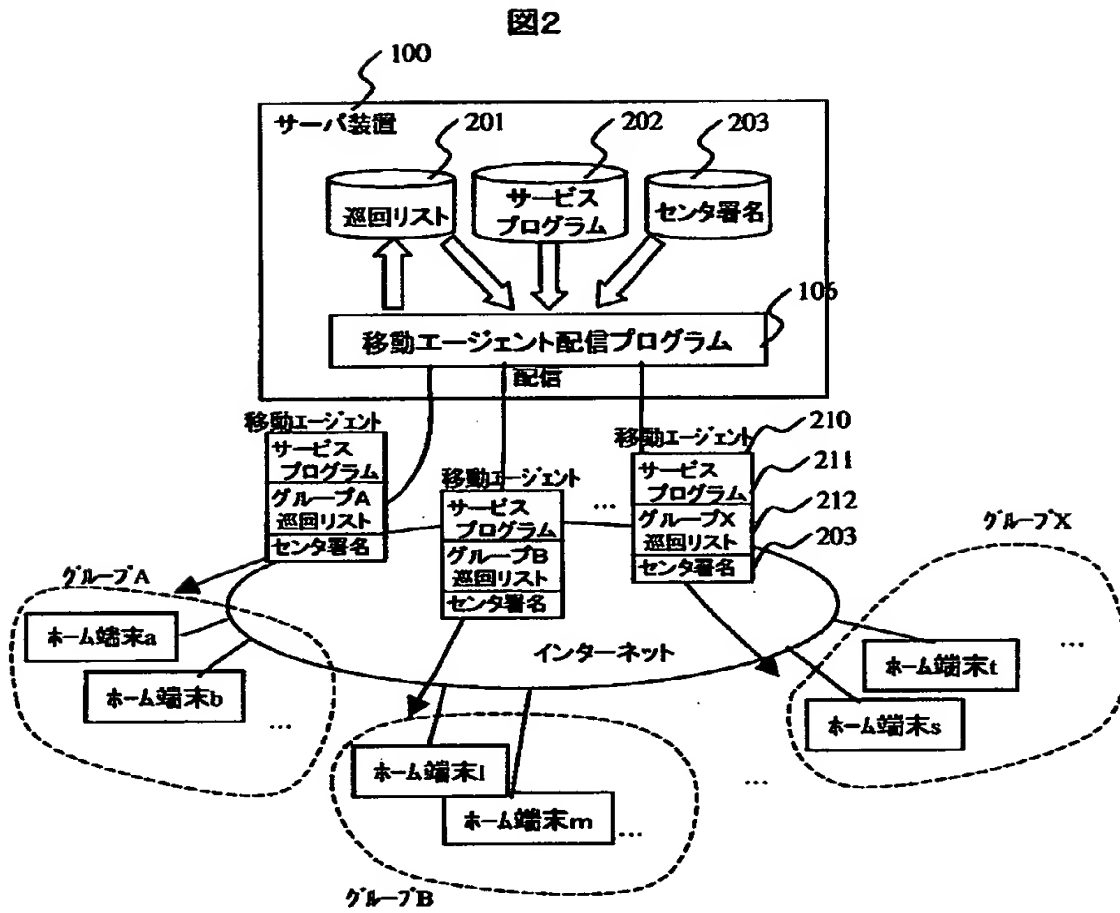 図2
100
サーバ装置
201
202
203
巡回リスト
サービス
プログラム
センタ署名
106
移動エージェント配信プログラム
配信
移動エージェント
サービス
プログラム
グループA
巡回リスト
センタ署名
移動エージェント
サービス
プログラム
グループB
巡回リスト
センタ署名
...
移動エージェント
サービス
プログラム
グループX
巡回リスト
センタ署名
210
211
212
203
グループA
ホーム端末a
ホーム端末b
...
インターネット
グループX
...
ホーム端末t
ホーム端末s
...
ホーム端末l
ホーム端末m
...
グループB